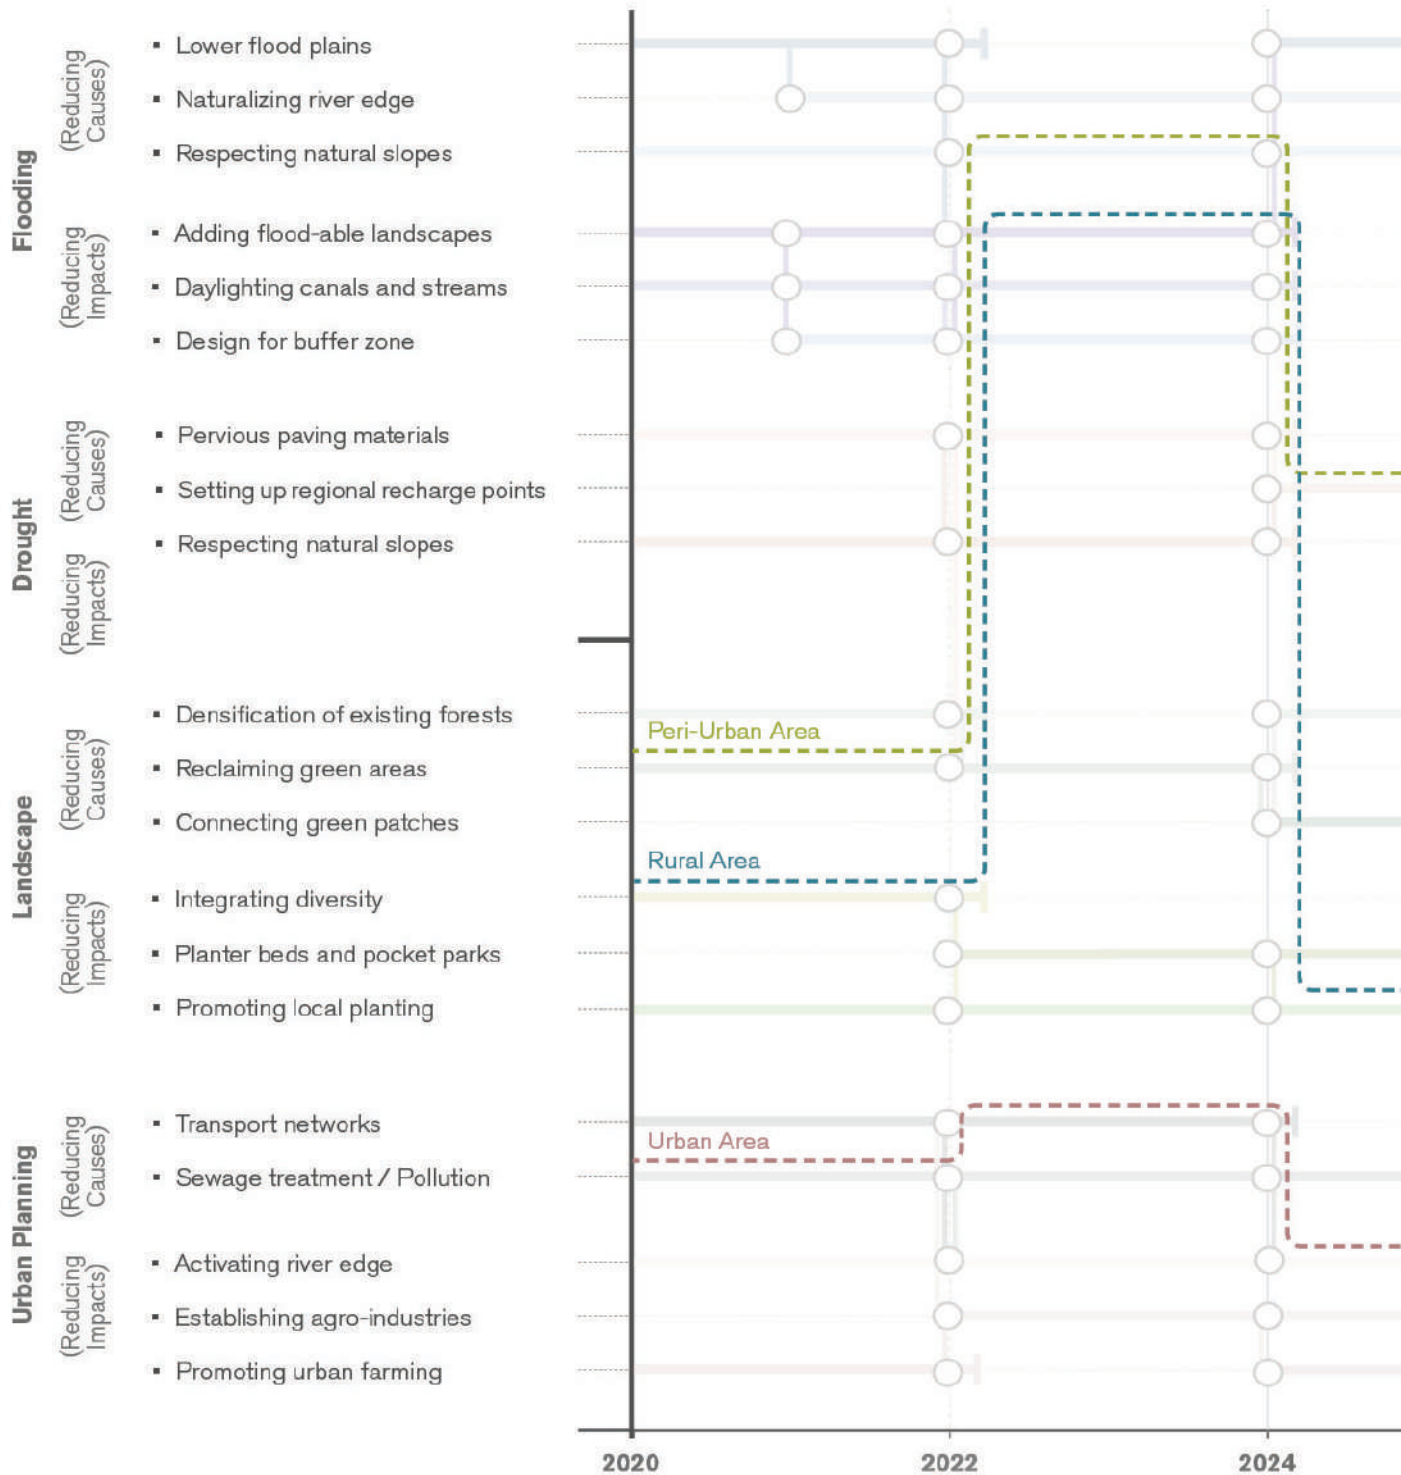 Flooding
(Reducing
Causes)
▪ Lower flood plains
▪ Naturalizing river edge
▪ Respecting natural slopes
(Reducing
Impacts)
▪ Adding flood-able landscapes
▪ Daylighting canals and streams
▪ Design for buffer zone
Drought
(Reducing
Causes)
▪ Pervious paving materials
▪ Setting up regional recharge points
▪ Respecting natural slopes
(Reducing
Impacts)
Landscape
(Reducing
Causes)
▪ Densification of existing forests
▪ Reclaiming green areas
▪ Connecting green patches
(Reducing
Impacts)
▪ Integrating diversity
▪ Planter beds and pocket parks
▪ Promoting local planting
Urban Planning
(Reducing
Causes)
▪ Transport networks
▪ Sewage treatment / Pollution
(Reducing
Impacts)
▪ Activating river edge
▪ Establishing agro-industries
▪ Promoting urban farming
Peri-Urban Area
Rural Area
Urban Area
2020 2022 2024